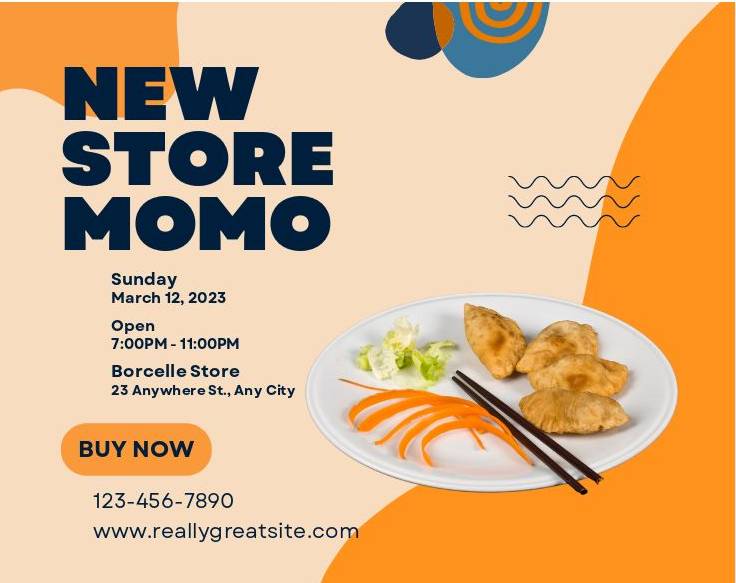 NEW
STORE
MOMO
Sunday
March 12, 2023
Open
7:00PM - 11:00PM
Borcelle Store
23 Anywhere St., Any City
BUY NOW
123-456-7890
www.reallygreatsite.com